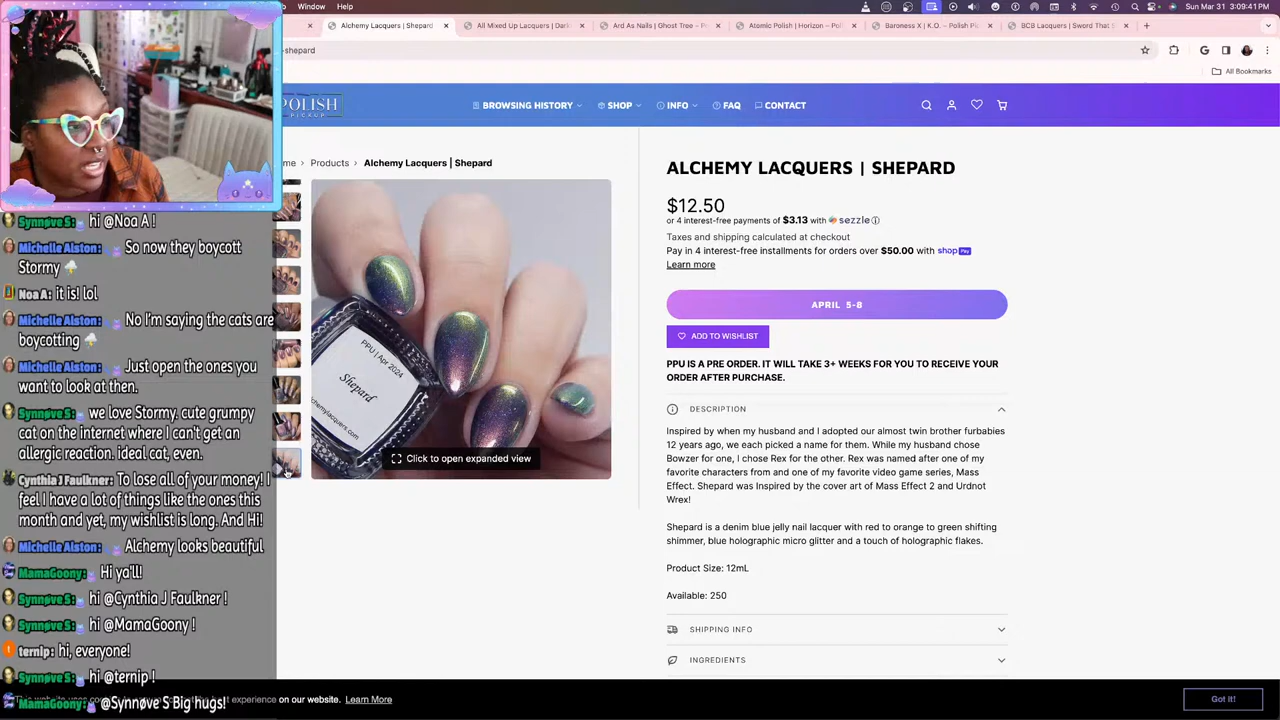 Window
Help
Sun Mar 31 3:09:41 PM
Alchemy Lacquers | Shepard
All Mixed Up Lacquers | Dark
Ard As Nails | Ghost Tree – P
Atomic Polish | Horizon – Pol
Baroness X | K.O. – Polish Pic
BCB Lacquers | Sword That S
-shepard
All Bookmarks
POLISH
PICKUP
BROWSING HISTORY
SHOP
INFO
FAQ
CONTACT
Products
Alchemy Lacquers | Shepard
ALCHEMY LACQUERS | SHEPARD
$12.50
or 4 interest-free payments of $3.13 with sezzle
Taxes and shipping calculated at checkout
Pay in 4 interest-free installments for orders over $50.00 with shop Pay
Learn more
APRIL 5-8
ADD TO WISHLIST
PPU IS A PRE ORDER. IT WILL TAKE 3+ WEEKS FOR YOU TO RECEIVE YOUR
ORDER AFTER PURCHASE.
DESCRIPTION
Inspired by when my husband and I adopted our almost twin brother furbabies
12 years ago, we each picked a name for them. While my husband chose
Bowzer for one, I chose Rex for the other. Rex was named after one of my
favorite characters from and one of my favorite video game series, Mass
Effect. Shepard was Inspired by the cover art of Mass Effect 2 and Urdnot
Wrex!
Shepard is a denim blue jelly nail lacquer with red to orange to green shifting
shimmer, blue holographic micro glitter and a touch of holographic flakes.
Product Size: 12mL
Available: 250
SHIPPING INFO
INGREDIENTS
PPU | Apr 2024
Shepard
chemylacquers.com
Click to open expanded view
Synnøve S: hi @Noa A !
Michelle Alston: So now they boycott
Stormy
Noa A: it is! lol
Michelle Alston: No I'm saying the cats are
boycotting
Michelle Alston: Just open the ones you
want to look at then.
Synnøve S: we love Stormy. cute grumpy
cat on the internet where I can't get an
allergic reaction. ideal cat, even.
Cynthia J Faulkner: To lose all of your money! I
feel I have a lot of things like the ones this
month and yet, my wishlist is long. And Hi!
Michelle Alston: Alchemy looks beautiful
MamaGoony: Hi ya'll!
Synnøve S: hi @Cynthia J Faulkner !
Synnøve S: hi @MamaGoony !
ternip: hi, everyone!
Synnøve S: hi @ternip !
MamaGoony: @Synnøve S Big hugs!
experience on our website. Learn More
Got it!